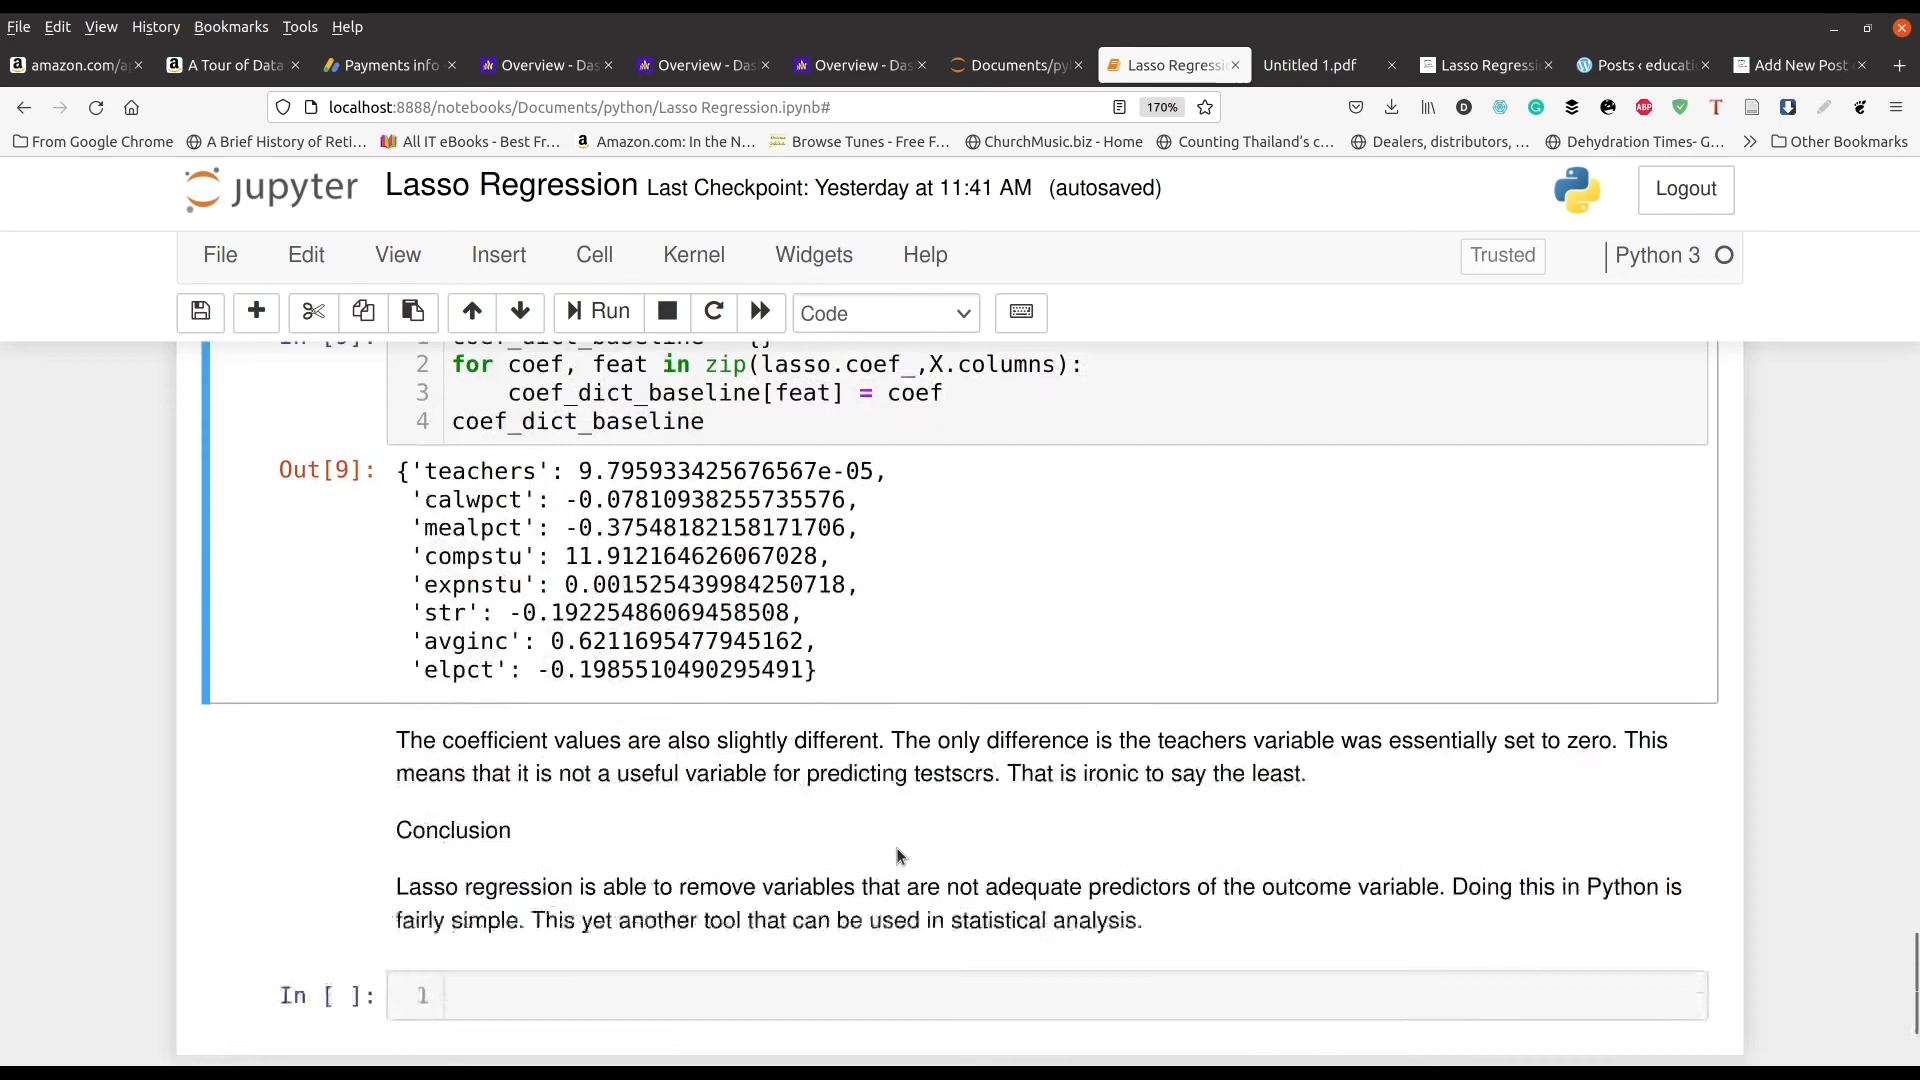 File Edit View History Bookmarks Tools Help
amazon.com/a
A Tour of Data
Payments info
Overview - Das
Overview - Das
Overview - Das
Documents/py
Lasso Regressi
Untitled 1.pdf
Lasso Regressi
Posts ‹ educati
Add New Post
localhost:8888/notebooks/Documents/python/Lasso Regression.ipynb#
170%
From Google Chrome
A Brief History of Reti...
All IT eBooks - Best Fr...
Amazon.com: In the N...
Browse Tunes - Free F...
ChurchMusic.biz - Home
Counting Thailand's c...
Dealers, distributors, ...
Dehydration Times- G...
Other Bookmarks
jupyter Lasso Regression Last Checkpoint: Yesterday at 11:41 AM (autosaved)
Logout
File Edit View Insert Cell Kernel Widgets Help
Trusted
Python 3
Run
Code
In [9]: 1 coef_dict_baseline = {}
2 for coef, feat in zip(lasso.coef_,X.columns):
3 coef_dict_baseline[feat] = coef
4 coef_dict_baseline
Out[9]: {'teachers': 9.795933425676567e-05,
'calwpct': -0.07810938255735576,
'mealpct': -0.37548182158171706,
'compstu': 11.912164626067028,
'expnstu': 0.001525439984250718,
'str': -0.19225486069458508,
'avginc': 0.6211695477945162,
'elpct': -0.1985510490295491}
The coefficient values are also slightly different. The only difference is the teachers variable was essentially set to zero. This
means that it is not a useful variable for predicting testscrs. That is ironic to say the least.
Conclusion
Lasso regression is able to remove variables that are not adequate predictors of the outcome variable. Doing this in Python is
fairly simple. This yet another tool that can be used in statistical analysis.
In [ ]: 1